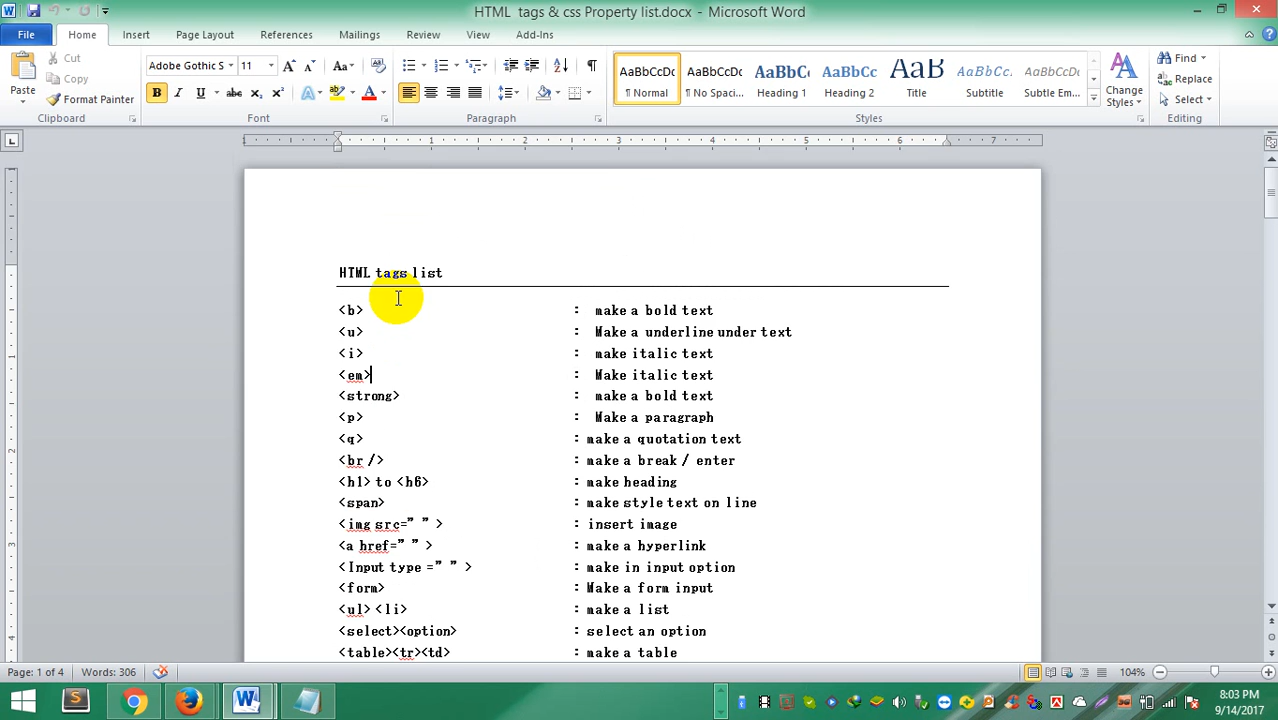 HTML tags & css Property list.docx - Microsoft Word
File Home Insert Page Layout References Mailings Review View Add-Ins
Paste
Cut
Copy
Format Painter
Clipboard
Adobe Gothic S 11
Font
Paragraph
AaBbCcDc AaBbCcDc AaBbCc AaBbCc AaB AaBbCcI AaBbCcDc
¶ Normal ¶ No Spaci... Heading 1 Heading 2 Title Subtitle Subtle Em...
Change Styles
Styles
Find
Replace
Select
Editing
HTML tags list
<b> : make a bold text
<u> : Make a underline under text
<i> : make italic text
<em> : Make italic text
<strong> : make a bold text
<p> : Make a paragraph
<q> : make a quotation text
<br /> : make a break / enter
<h1> to <h6> : make heading
<span> : make style text on line
<img src=” ” > : insert image
<a href=” ” > : make a hyperlink
<Input type =” ” > : make in input option
<form> : Make a form input
<ul> <li> : make a list
<select><option> : select an option
<table><tr><td> : make a table
Page: 1 of 4 Words: 306 104%
8:03 PM
9/14/2017